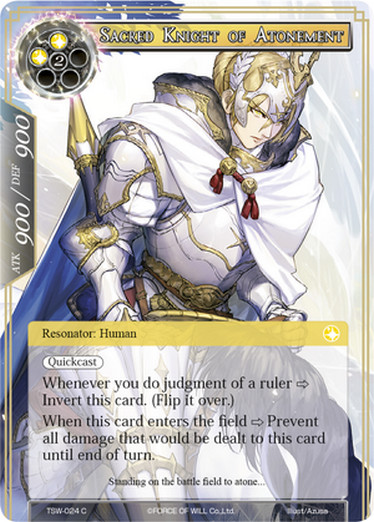 Sacred Knight of Atonement
2
ATK 900 / DEF 900
Resonator: Human
Quickcast
Whenever you do judgment of a ruler ⇨
Invert this card. (Flip it over.)
When this card enters the field ⇨ Prevent
all damage that would be dealt to this card
until end of turn.
Standing on the battle field to atone...
TSW-024 C ©FORCE OF WILL Co.,Ltd. Illust/Azusa